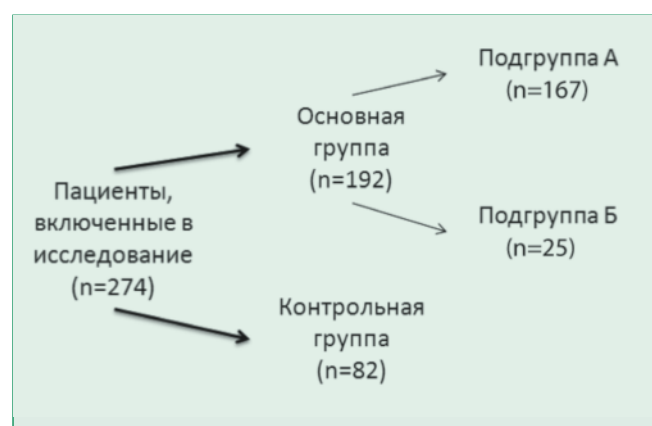 Пациенты,
включенные в
исследование
(n=274)
Основная
группа
(n=192)
Контрольная
группа
(n=82)
Подгруппа А
(n=167)
Подгруппа Б
(n=25)